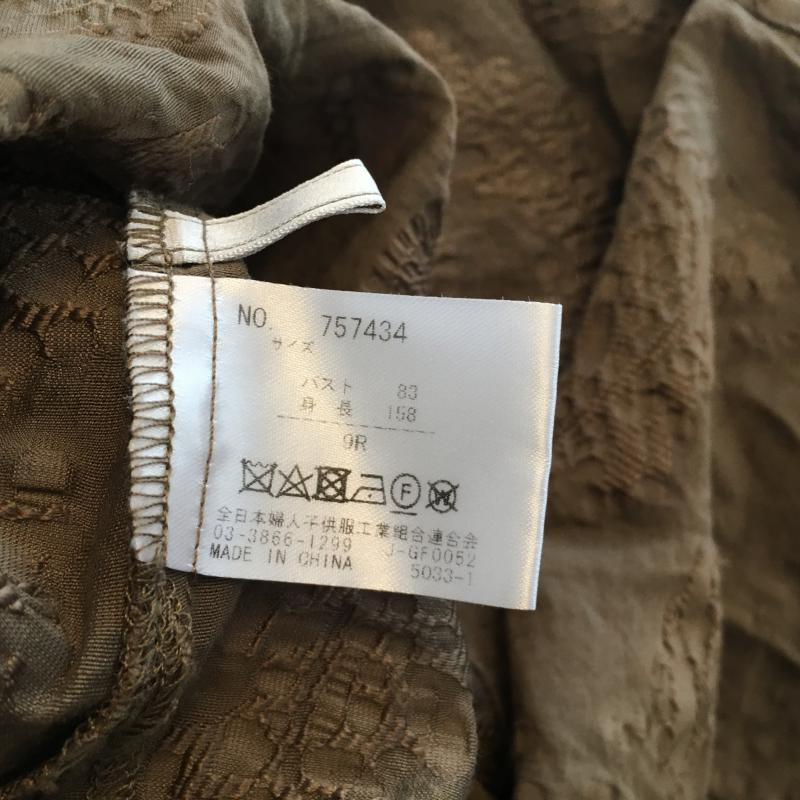 NO. 757434
サイズ
バスト 83
身長 158
9R
F W
全日本婦人子供服工業組合連合会
03-3866-1299 J-GF0052
MADE IN CHINA 5033-1